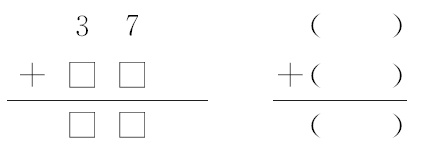 3 7 ( )
+ □ □ + ( )
□ □ ( )